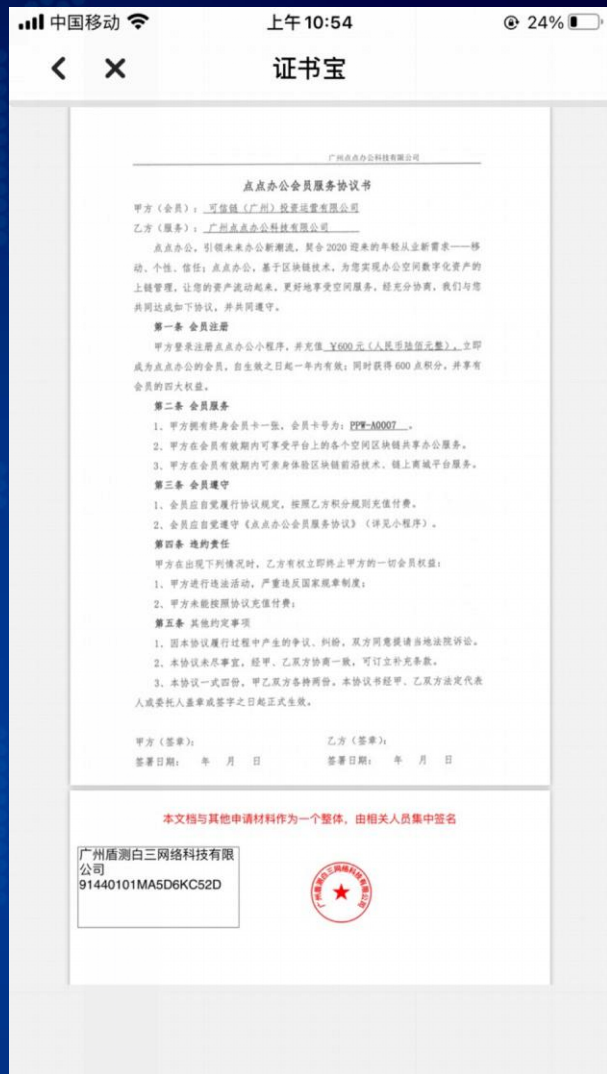 中国移动 上午10:54 24%
证书宝
广州点点办公科技有限公司
点点办公会员服务协议书
甲方（会员）：可信链（广州）投资运营有限公司
乙方（服务）：广州点点办公科技有限公司
点点办公，引领未来办公新潮流，契合 2020 迎来的年轻从业新需求——移
动、个性、信任；点点办公，基于区块链技术，为您实现办公空间数字化资产的
上链管理，让您的资产流动起来，更好地享受空间服务，经充分协商，我们与您
共同达成如下协议，并共同遵守。
第一条 会员注册
甲方登录注册点点办公小程序，并充值 ¥600 元（人民币陆佰元整），立即
成为点点办公的会员，自生效之日起一年内有效；同时获得 600 点积分，并享有
会员的四大权益。
第二条 会员服务
1、甲方拥有终身会员卡一张，会员卡号为：PPW-A0007 。
2、甲方在会员有效期内可享受平台上的各个空间区块链共享办公服务。
3、甲方在会员有效期内可亲身体验区块链前沿技术、链上商城平台服务。
第三条 会员遵守
1、会员应自觉履行协议规定，按照乙方积分规则充值付费。
2、会员应自觉遵守《点点办公会员服务协议》（详见小程序）。
第四条 违约责任
甲方在出现下列情况时，乙方有权立即终止甲方的一切会员权益：
1、甲方进行违法活动，严重违反国家规章制度；
2、甲方未能按照协议充值付费；
第五条 其他约定事项
1、因本协议履行过程中产生的争议、纠纷，双方同意提请当地法院诉讼。
2、本协议未尽事宜，经甲、乙双方协商一致，可订立补充条款。
3、本协议一式四份，甲乙双方各持两份，本协议书经甲、乙双方法定代表
人或委托人盖章或签字之日起正式生效。
甲方（签章）： 乙方（签章）：
签署日期： 年 月 日 签署日期： 年 月 日
本文档与其他申请材料作为一个整体，由相关人员集中签名
广州盾测白三网络科技有限
公司
91440101MA5D6KC52D
广州盾测白三网络科技有限公司